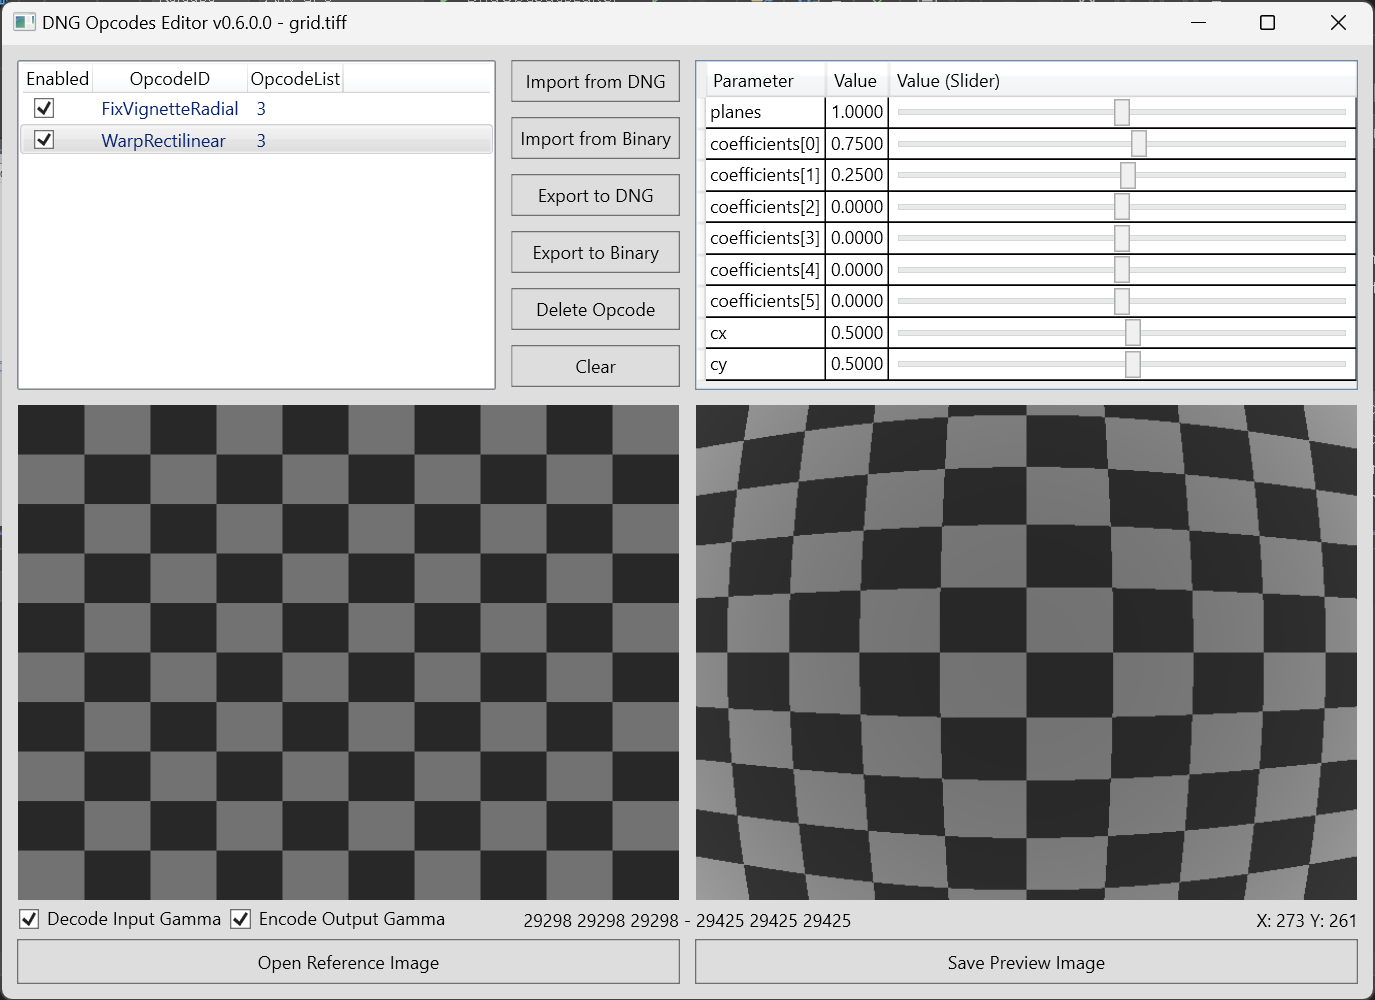 DNG Opcodes Editor v0.6.0.0 - grid.tiff
Enabled OpcodeID OpcodeList
FixVignetteRadial 3
WarpRectilinear 3
Import from DNG
Import from Binary
Export to DNG
Export to Binary
Delete Opcode
Clear
Parameter Value Value (Slider)
planes 1.0000
coefficients[0] 0.7500
coefficients[1] 0.2500
coefficients[2] 0.0000
coefficients[3] 0.0000
coefficients[4] 0.0000
coefficients[5] 0.0000
cx 0.5000
cy 0.5000
Decode Input Gamma Encode Output Gamma 29298 29298 29298 - 29425 29425 29425 X: 273 Y: 261
Open Reference Image Save Preview Image